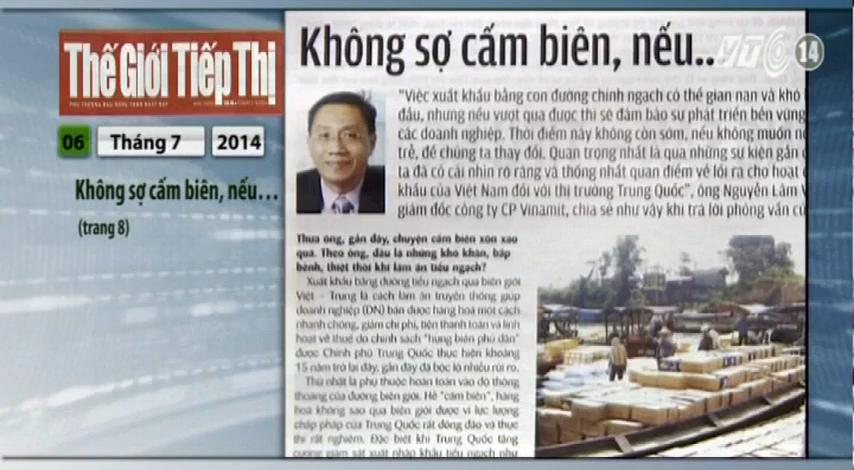 Thế Giới Tiếp Thị
06 Tháng 7 2014
Không sợ cấm biên, nếu...
(trang 8)
VTC 14
Không sợ cấm biên, nếu..
"Việc xuất khẩu bằng con đường chính ngạch có thể gian nan và khó
đầu, nhưng nếu vượt qua được thì sẽ đảm bảo sự phát triển bền vững
các doanh nghiệp. Thời điểm này không còn sớm, nếu không muốn nó
trễ, để chúng ta thay đổi. Quan trọng nhất là qua những sự kiện gần
ta đã có cái nhìn rõ ràng và thống nhất quan điểm về lối ra cho hoạt
khẩu của Việt Nam đối với thị trường Trung Quốc", ông Nguyễn Lâm V
giám đốc công ty CP Vinamit, chia sẻ như vậy khi trả lời phỏng vấn củ
Thưa ông, gần đây, chuyện cấm biên xôn xao
quá. Theo ông, đâu là những khó khăn, bấp
bênh, thiệt thòi khi làm ăn tiểu ngạch?
Xuất khẩu bằng đường tiểu ngạch qua biên giới
Việt – Trung là cách làm ăn truyền thống giúp
doanh nghiệp (DN) bán được hàng hoá một cách
nhanh chóng, giảm chi phí, tiện thanh toán và linh
hoạt về thuế do chính sách "hưng biên phú dân"
được Chính phủ Trung Quốc thực hiện khoảng
15 năm trở lại đây, gần đây đã bộc lộ nhiều rủi ro.
Thứ nhất là phụ thuộc hoàn toàn vào độ thông
thoáng của đường biên giới. Hễ "cấm biên", hàng
hoá không sao qua biên giới được vì lực lượng
chấp pháp của Trung Quốc rất đông đảo và thực
thi rất nghiêm. Đặc biệt khi Trung Quốc tăng
cường giám sát xuất nhập khẩu tiểu ngạch như